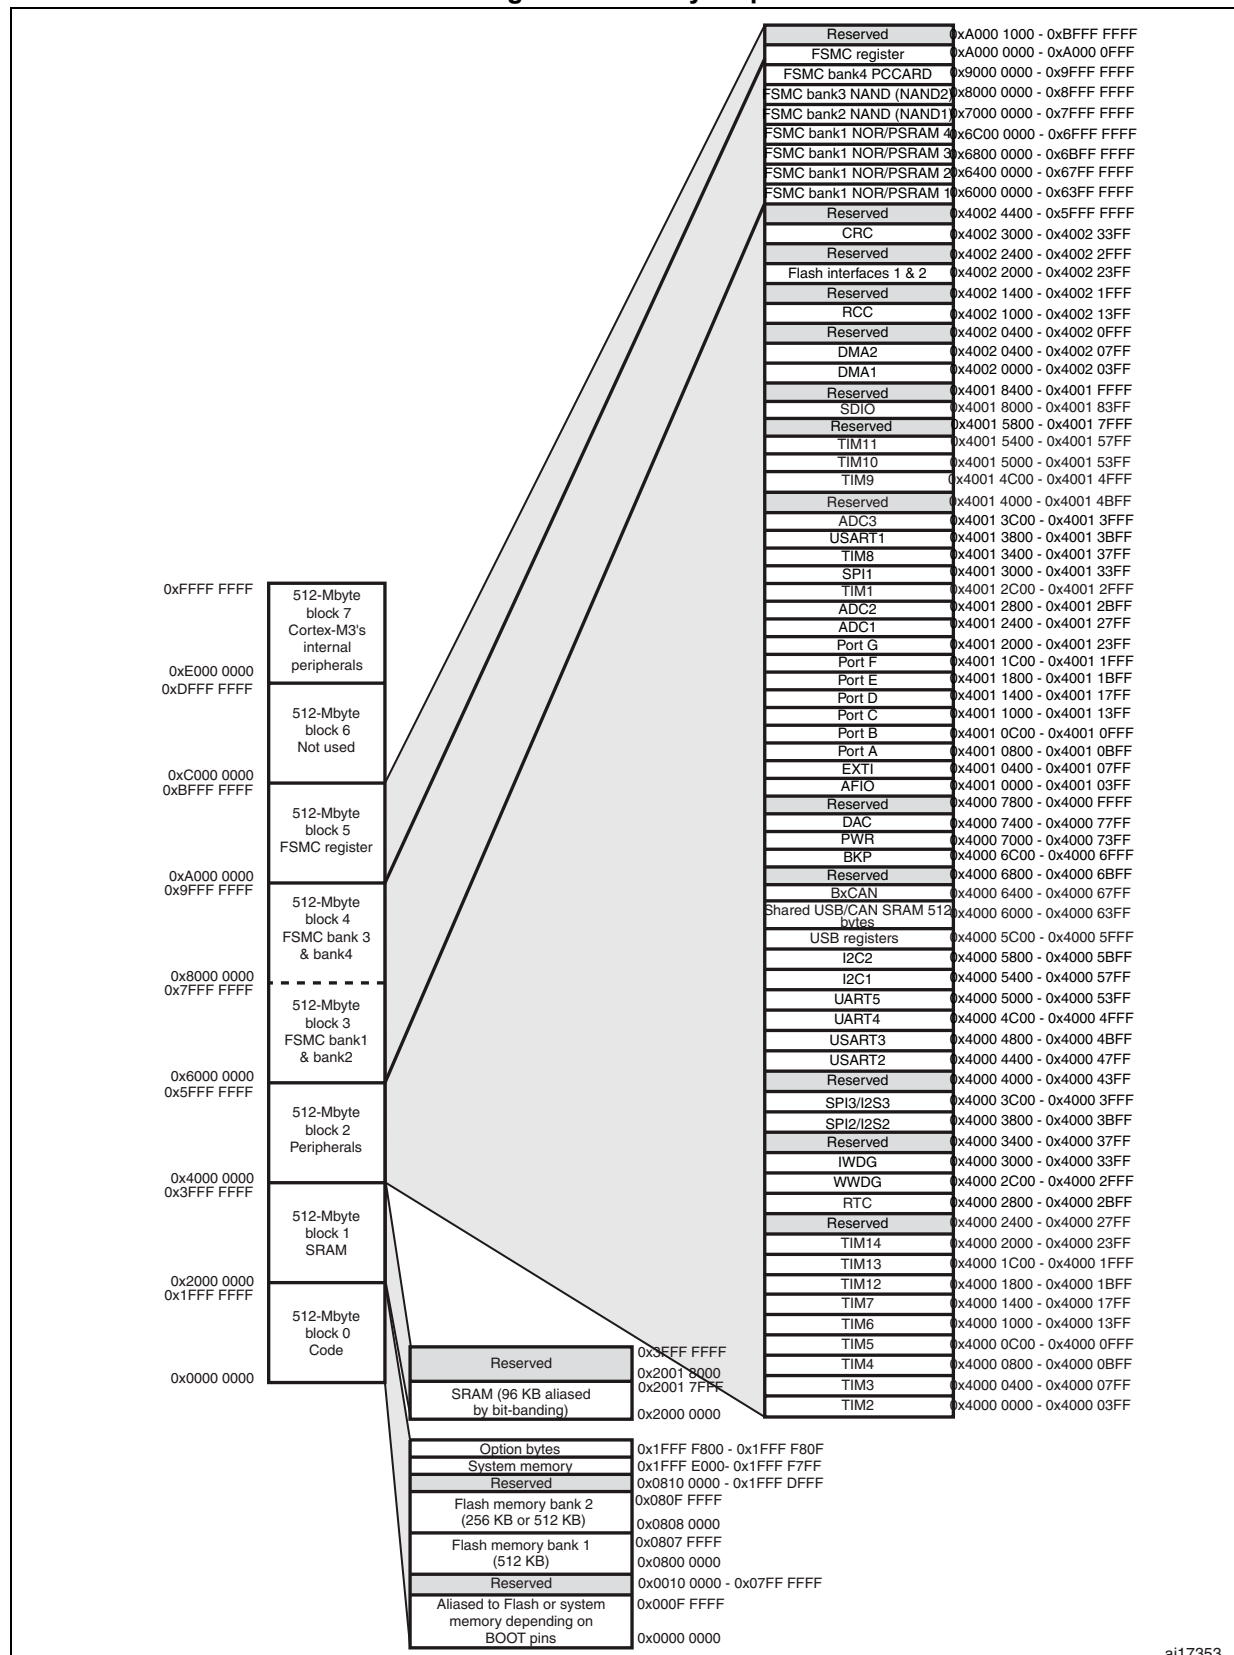 Reserved 0xA000 1000 - 0xBFFF FFFF
FSMC register 0xA000 0000 - 0xA000 0FFF
FSMC bank4 PCCARD 0x9000 0000 - 0x9FFF FFFF
FSMC bank3 NAND (NAND2) 0x8000 0000 - 0x8FFF FFFF
FSMC bank2 NAND (NAND1) 0x7000 0000 - 0x7FFF FFFF
FSMC bank1 NOR/PSRAM 4 0x6C00 0000 - 0x6FFF FFFF
FSMC bank1 NOR/PSRAM 3 0x6800 0000 - 0x6BFF FFFF
FSMC bank1 NOR/PSRAM 2 0x6400 0000 - 0x67FF FFFF
FSMC bank1 NOR/PSRAM 1 0x6000 0000 - 0x63FF FFFF
Reserved 0x4002 4400 - 0x5FFF FFFF
CRC 0x4002 3000 - 0x4002 33FF
Reserved 0x4002 2400 - 0x4002 2FFF
Flash interfaces 1 & 2 0x4002 2000 - 0x4002 23FF
Reserved 0x4002 1400 - 0x4002 1FFF
RCC 0x4002 1000 - 0x4002 13FF
Reserved 0x4002 0400 - 0x4002 0FFF
DMA2 0x4002 0400 - 0x4002 07FF
DMA1 0x4002 0000 - 0x4002 03FF
Reserved 0x4001 8400 - 0x4001 FFFF
SDIO 0x4001 8000 - 0x4001 83FF
Reserved 0x4001 5800 - 0x4001 7FFF
TIM11 0x4001 5400 - 0x4001 57FF
TIM10 0x4001 5000 - 0x4001 53FF
TIM9 0x4001 4C00 - 0x4001 4FFF
Reserved 0x4001 4000 - 0x4001 4BFF
ADC3 0x4001 3C00 - 0x4001 3FFF
USART1 0x4001 3800 - 0x4001 3BFF
TIM8 0x4001 3400 - 0x4001 37FF
SPI1 0x4001 3000 - 0x4001 33FF
TIM1 0x4001 2C00 - 0x4001 2FFF
ADC2 0x4001 2800 - 0x4001 2BFF
ADC1 0x4001 2400 - 0x4001 27FF
Port G 0x4001 2000 - 0x4001 23FF
Port F 0x4001 1C00 - 0x4001 1FFF
Port E 0x4001 1800 - 0x4001 1BFF
Port D 0x4001 1400 - 0x4001 17FF
Port C 0x4001 1000 - 0x4001 13FF
Port B 0x4001 0C00 - 0x4001 0FFF
Port A 0x4001 0800 - 0x4001 0BFF
EXTI 0x4001 0400 - 0x4001 07FF
AFIO 0x4001 0000 - 0x4001 03FF
Reserved 0x4000 7800 - 0x4000 FFFF
DAC 0x4000 7400 - 0x4000 77FF
PWR 0x4000 7000 - 0x4000 73FF
BKP 0x4000 6C00 - 0x4000 6FFF
Reserved 0x4000 6800 - 0x4000 6BFF
BxCAN 0x4000 6400 - 0x4000 67FF
Shared USB/CAN SRAM 512 0x4000 6000 - 0x4000 63FF
bytes
USB registers 0x4000 5C00 - 0x4000 5FFF
I2C2 0x4000 5800 - 0x4000 5BFF
I2C1 0x4000 5400 - 0x4000 57FF
UART5 0x4000 5000 - 0x4000 53FF
UART4 0x4000 4C00 - 0x4000 4FFF
USART3 0x4000 4800 - 0x4000 4BFF
USART2 0x4000 4400 - 0x4000 47FF
Reserved 0x4000 4000 - 0x4000 43FF
SPI3/I2S3 0x4000 3C00 - 0x4000 3FFF
SPI2/I2S2 0x4000 3800 - 0x4000 3BFF
Reserved 0x4000 3400 - 0x4000 37FF
IWDG 0x4000 3000 - 0x4000 33FF
WWDG 0x4000 2C00 - 0x4000 2FFF
RTC 0x4000 2800 - 0x4000 2BFF
Reserved 0x4000 2400 - 0x4000 27FF
TIM14 0x4000 2000 - 0x4000 23FF
TIM13 0x4000 1C00 - 0x4000 1FFF
TIM12 0x4000 1800 - 0x4000 1BFF
TIM7 0x4000 1400 - 0x4000 17FF
TIM6 0x4000 1000 - 0x4000 13FF
TIM5 0x4000 0C00 - 0x4000 0FFF
TIM4 0x4000 0800 - 0x4000 0BFF
TIM3 0x4000 0400 - 0x4000 07FF
TIM2 0x4000 0000 - 0x4000 03FF
0xFFFF FFFF
512-Mbyte
block 7
Cortex-M3's
internal
peripherals
0xE000 0000
0xDFFF FFFF
512-Mbyte
block 6
Not used
0xC000 0000
0xBFFF FFFF
512-Mbyte
block 5
FSMC register
0xA000 0000
0x9FFF FFFF
512-Mbyte
block 4
FSMC bank 3
& bank4
0x8000 0000
0x7FFF FFFF
512-Mbyte
block 3
FSMC bank1
& bank2
0x6000 0000
0x5FFF FFFF
512-Mbyte
block 2
Peripherals
0x4000 0000
0x3FFF FFFF
512-Mbyte
block 1
SRAM
0x2000 0000
0x1FFF FFFF
512-Mbyte
block 0
Code
0x0000 0000
0x3FFF FFFF
Reserved
0x2001 8000
0x2001 7FFF
SRAM (96 KB aliased
by bit-banding)
0x2000 0000
Option bytes 0x1FFF F800 - 0x1FFF F80F
System memory 0x1FFF E000- 0x1FFF F7FF
Reserved 0x0810 0000 - 0x1FFF DFFF
Flash memory bank 2 0x080F FFFF
(256 KB or 512 KB) 0x0808 0000
Flash memory bank 1 0x0807 FFFF
(512 KB) 0x0800 0000
Reserved 0x0010 0000 - 0x07FF FFFF
Aliased to Flash or system 0x000F FFFF
memory depending on
BOOT pins 0x0000 0000
ai17353